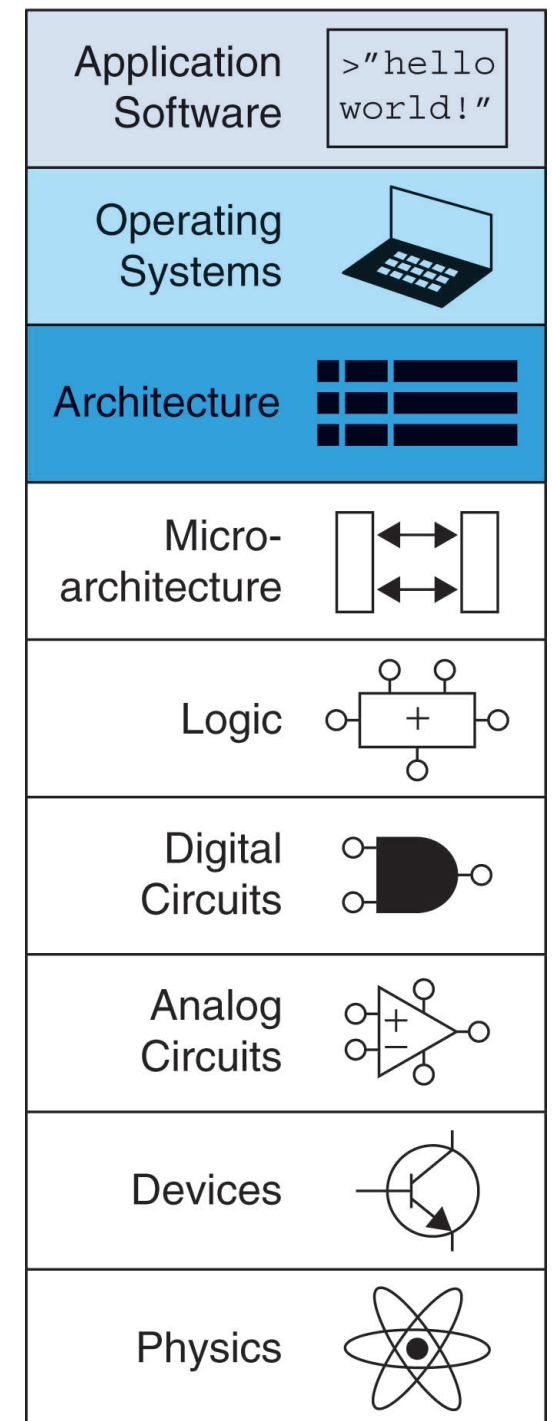 Application
Software
>"hello
world!"
Operating
Systems
Architecture
Micro-
architecture
Logic
+
Digital
Circuits
Analog
Circuits
+
−
Devices
Physics